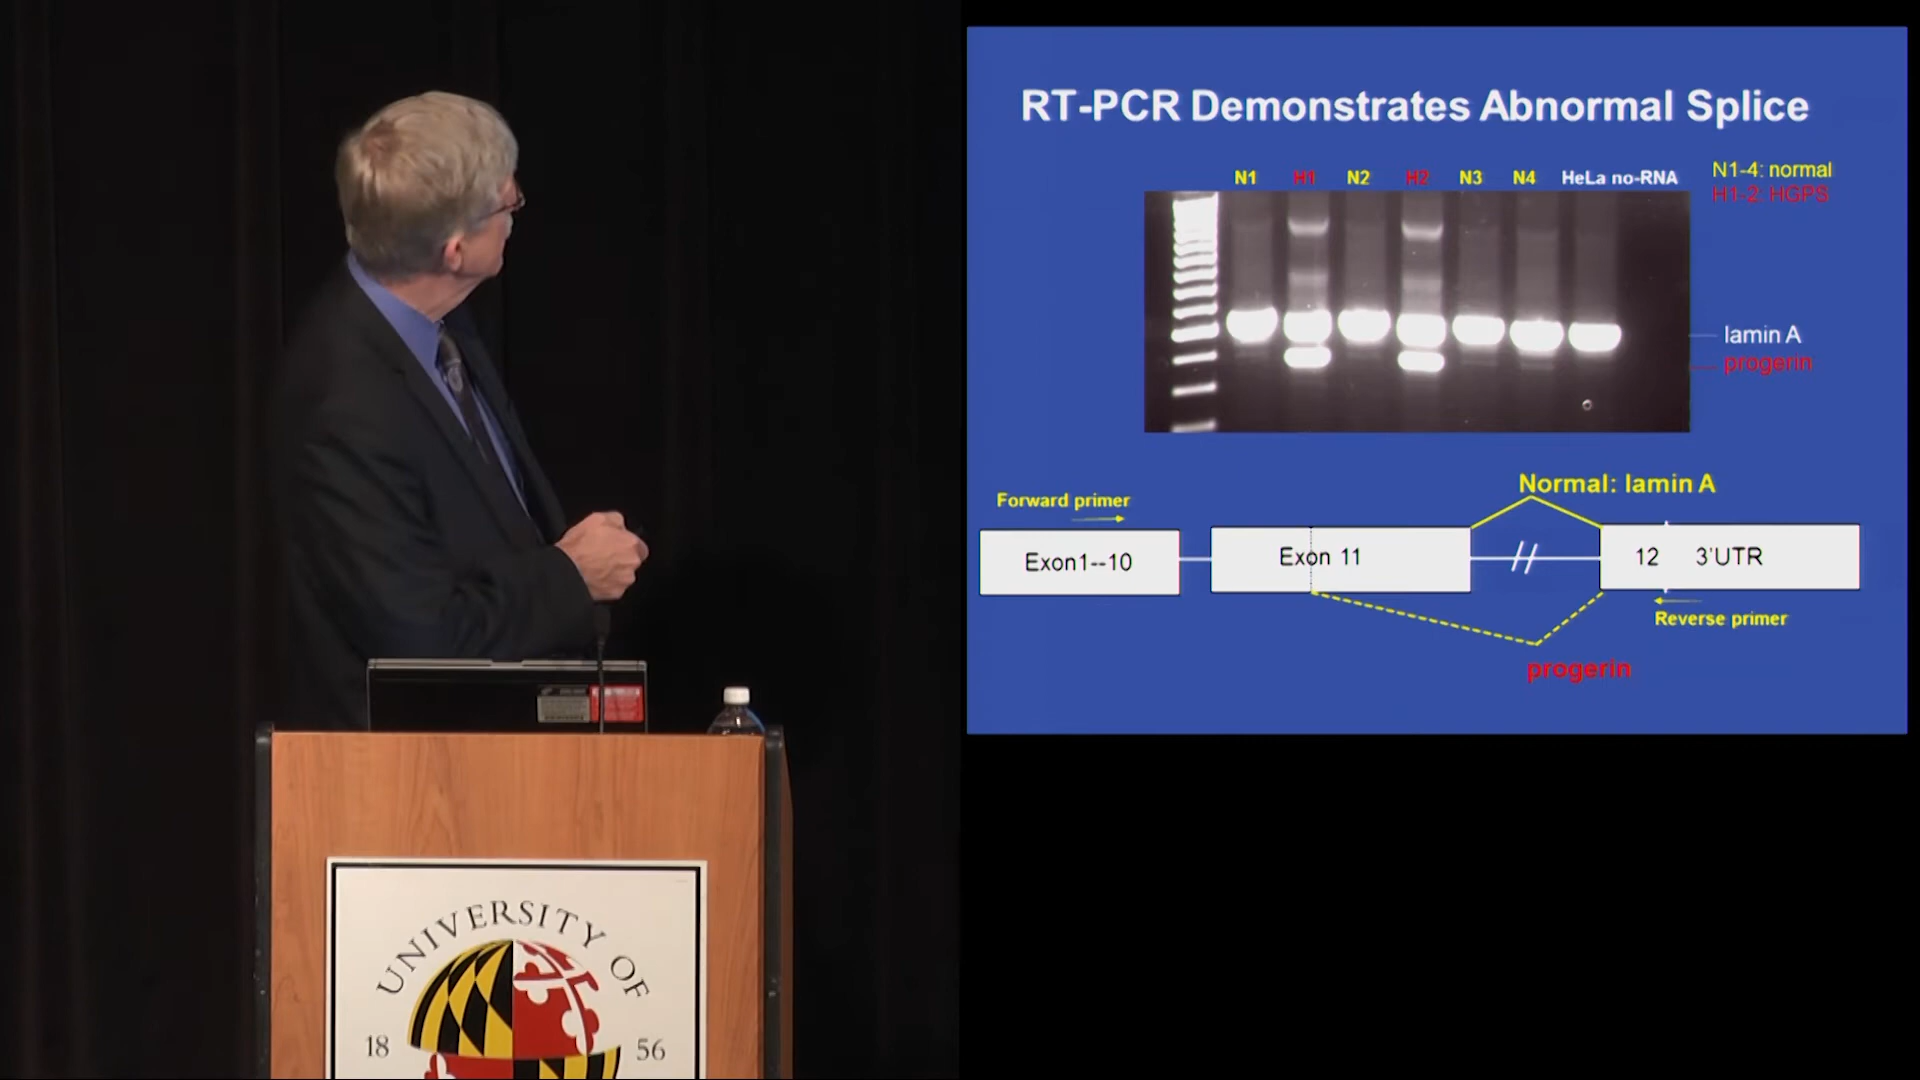 RT-PCR Demonstrates Abnormal Splice
N1 H1 N2 H2 N3 N4 HeLa no-RNA
N1-4: normal
H1-2: HGPS
lamin A
progerin
Normal: lamin A
Forward primer
Exon1--10
Exon 11
12 3'UTR
Reverse primer
progerin
UNIVERSITY OF
18 56